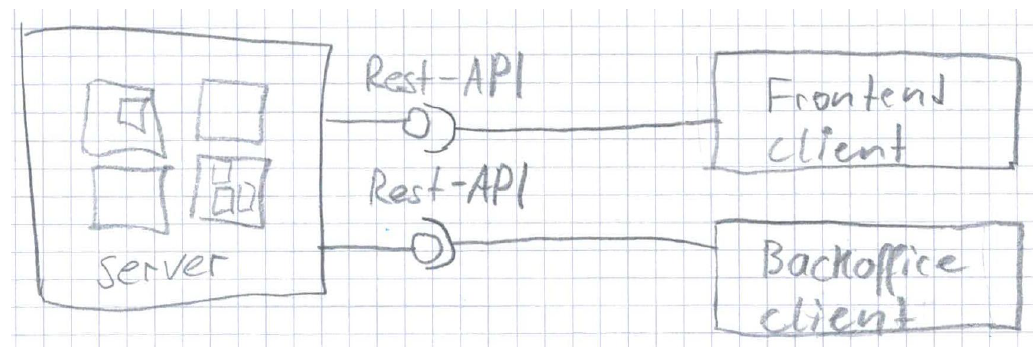 Rest-API
Frontend
client
Rest-API
server
Backoffice
client